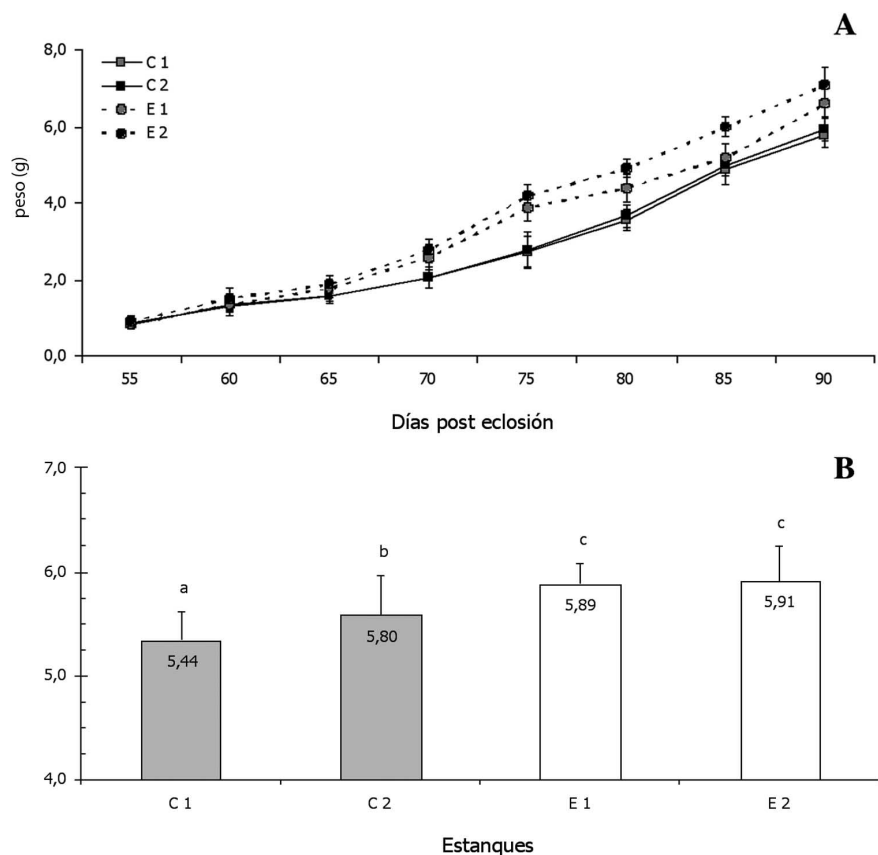 A
8,0
C 1
C 2
E 1
E 2
6,0
4,0
2,0
0,0
peso (g)
55 60 65 70 75 80 85 90
Días post eclosión
B
7,0
6,0
5,0
4,0
a
b
c
c
5,44
5,80
5,89
5,91
C 1 C 2 E 1 E 2
Estanques